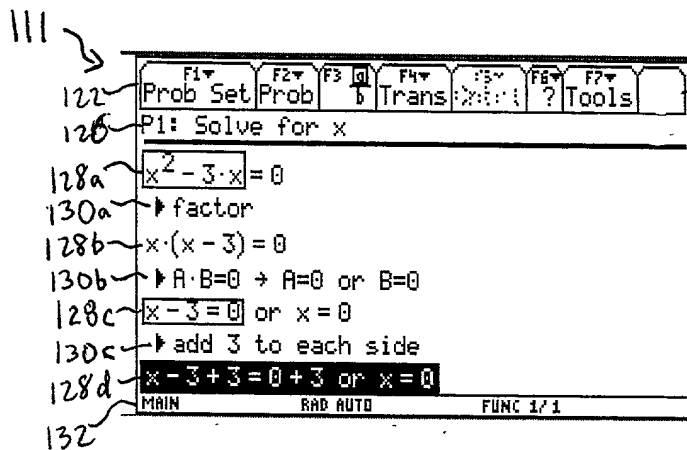 111
F1 F2 F3 a F4 F5 F6 F7
122 Prob Set Prob b Trans ? Tools
126 P1: Solve for x
128a x² - 3·x = 0
130a ▶ factor
128b x·(x - 3) = 0
130b ▶ A·B=0 → A=0 or B=0
128c x - 3 = 0 or x = 0
130c ▶ add 3 to each side
128d x - 3 + 3 = 0 + 3 or x = 0
132 MAIN RAD AUTO FUNC 1/1